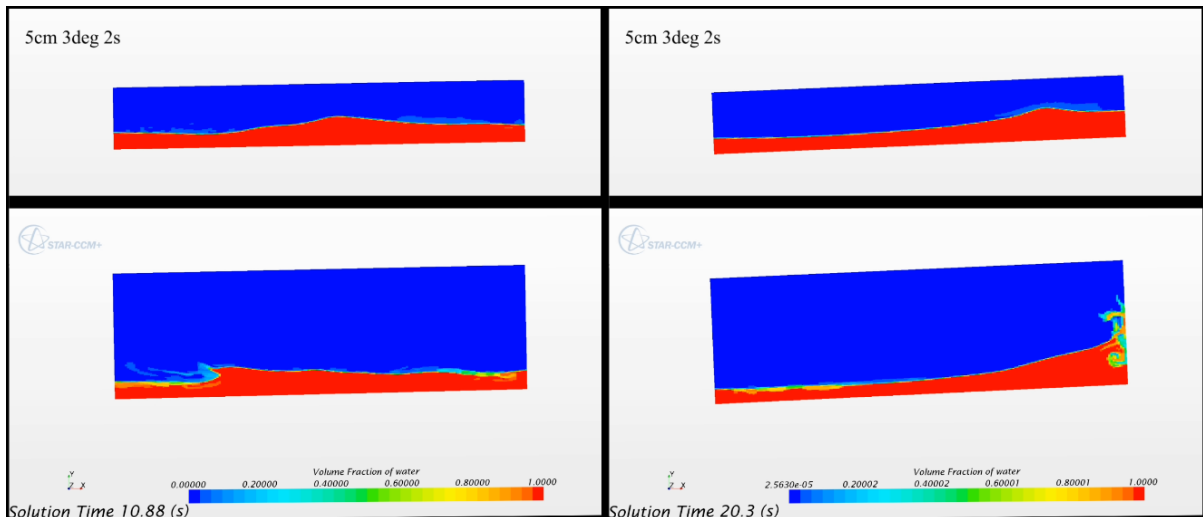 5cm 3deg 2s
5cm 3deg 2s
STAR-CCM+
Y
Z X
Volume Fraction of water
0.00000 0.20000 0.40000 0.60000 0.80000 1.0000
Solution Time 10.88 (s)
STAR-CCM+
Y
Z X
Volume Fraction of water
2.5630e-05 0.20002 0.40002 0.60001 0.80001 1.0000
Solution Time 20.3 (s)